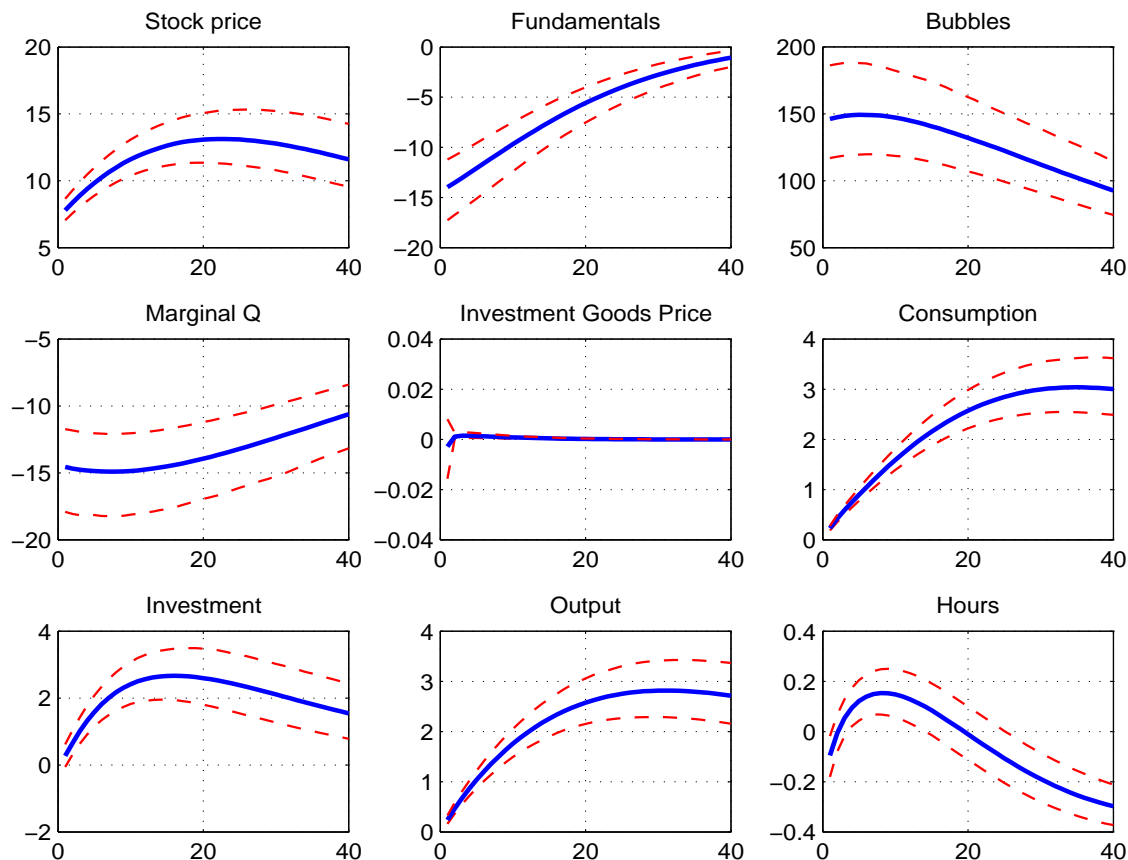 Stock price
20
15
10
5
0 20 40
Fundamentals
0
−5
−10
−15
−20
0 20 40
Bubbles
200
150
100
50
0 20 40
Marginal Q
−5
−10
−15
−20
0 20 40
Investment Goods Price
0.04
0.02
0
−0.02
−0.04
0 20 40
Consumption
4
3
2
1
0
0 20 40
Investment
4
2
0
−2
0 20 40
Output
4
3
2
1
0
0 20 40
Hours
0.4
0.2
0
−0.2
−0.4
0 20 40